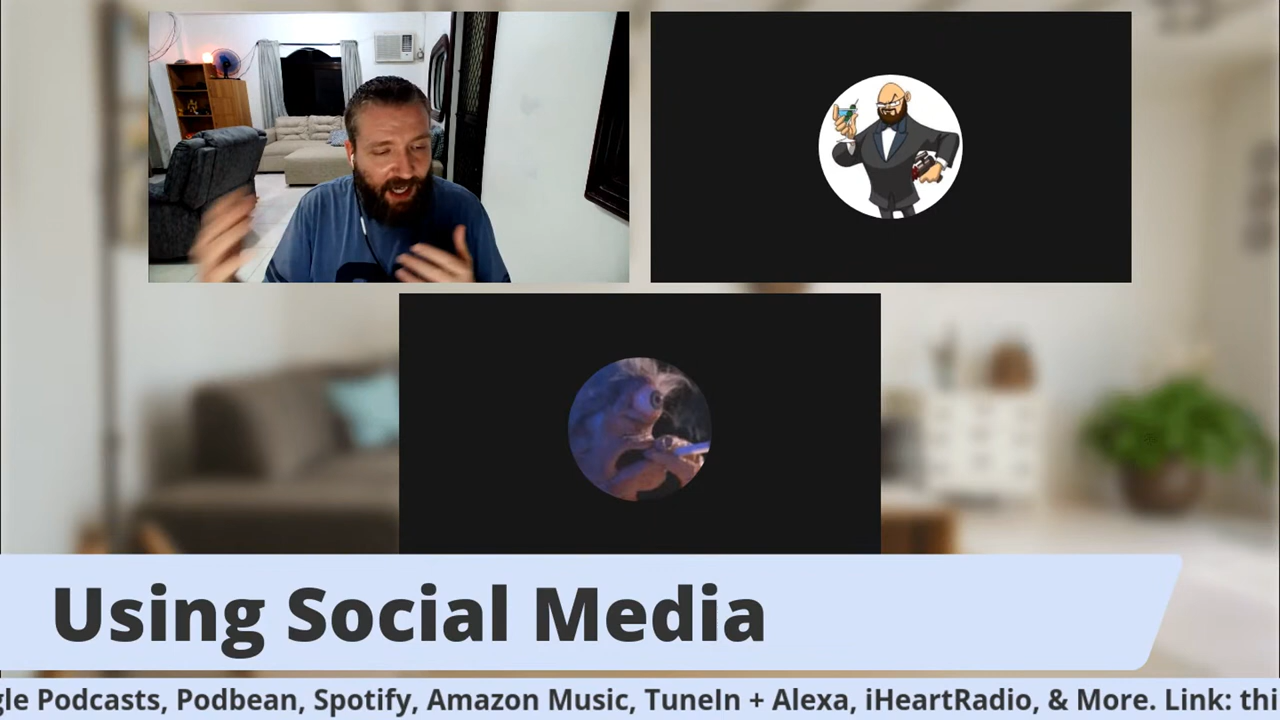 Using Social Media
gle Podcasts, Podbean, Spotify, Amazon Music, TuneIn + Alexa, iHeartRadio, & More. Link: thi